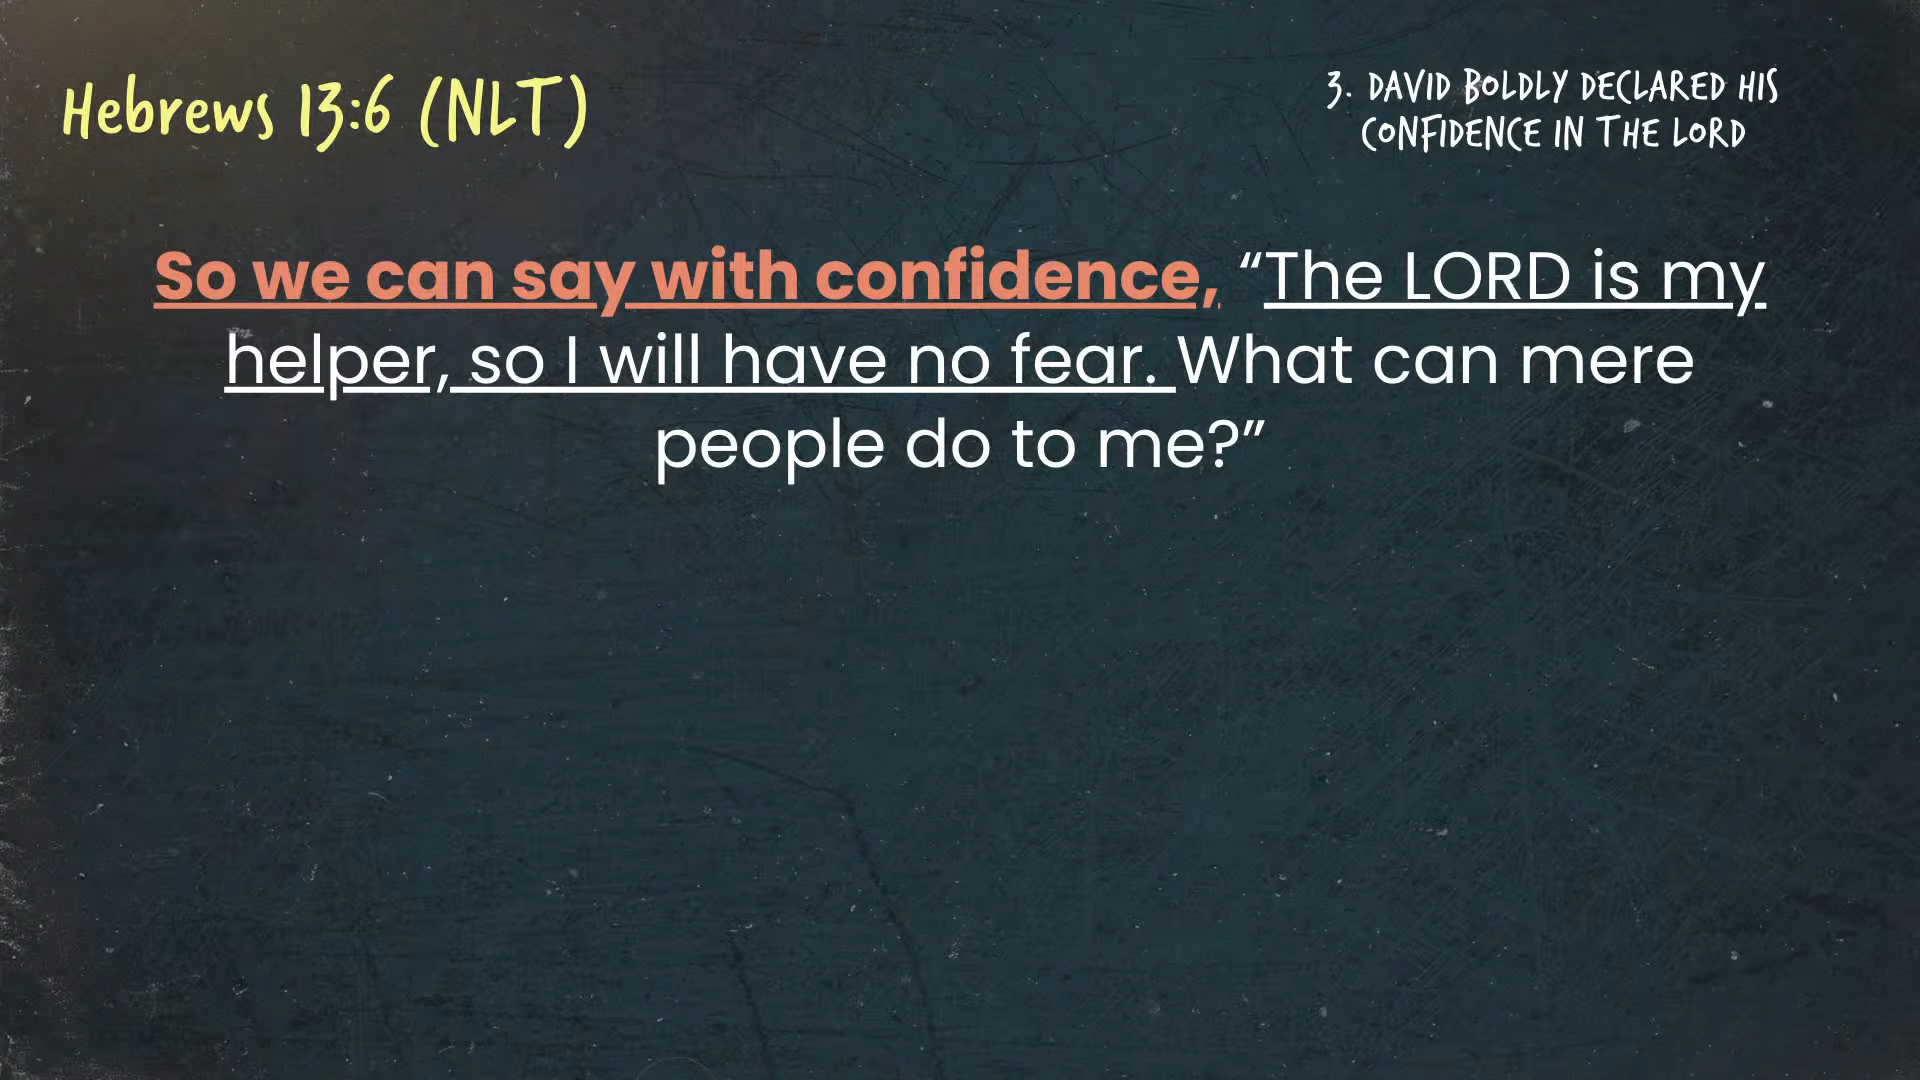 Hebrews 13:6 (NLT)
3. DAVID BOLDLY DECLARED HIS
CONFIDENCE IN THE LORD
So we can say with confidence, “The LORD is my
helper, so I will have no fear. What can mere
people do to me?”